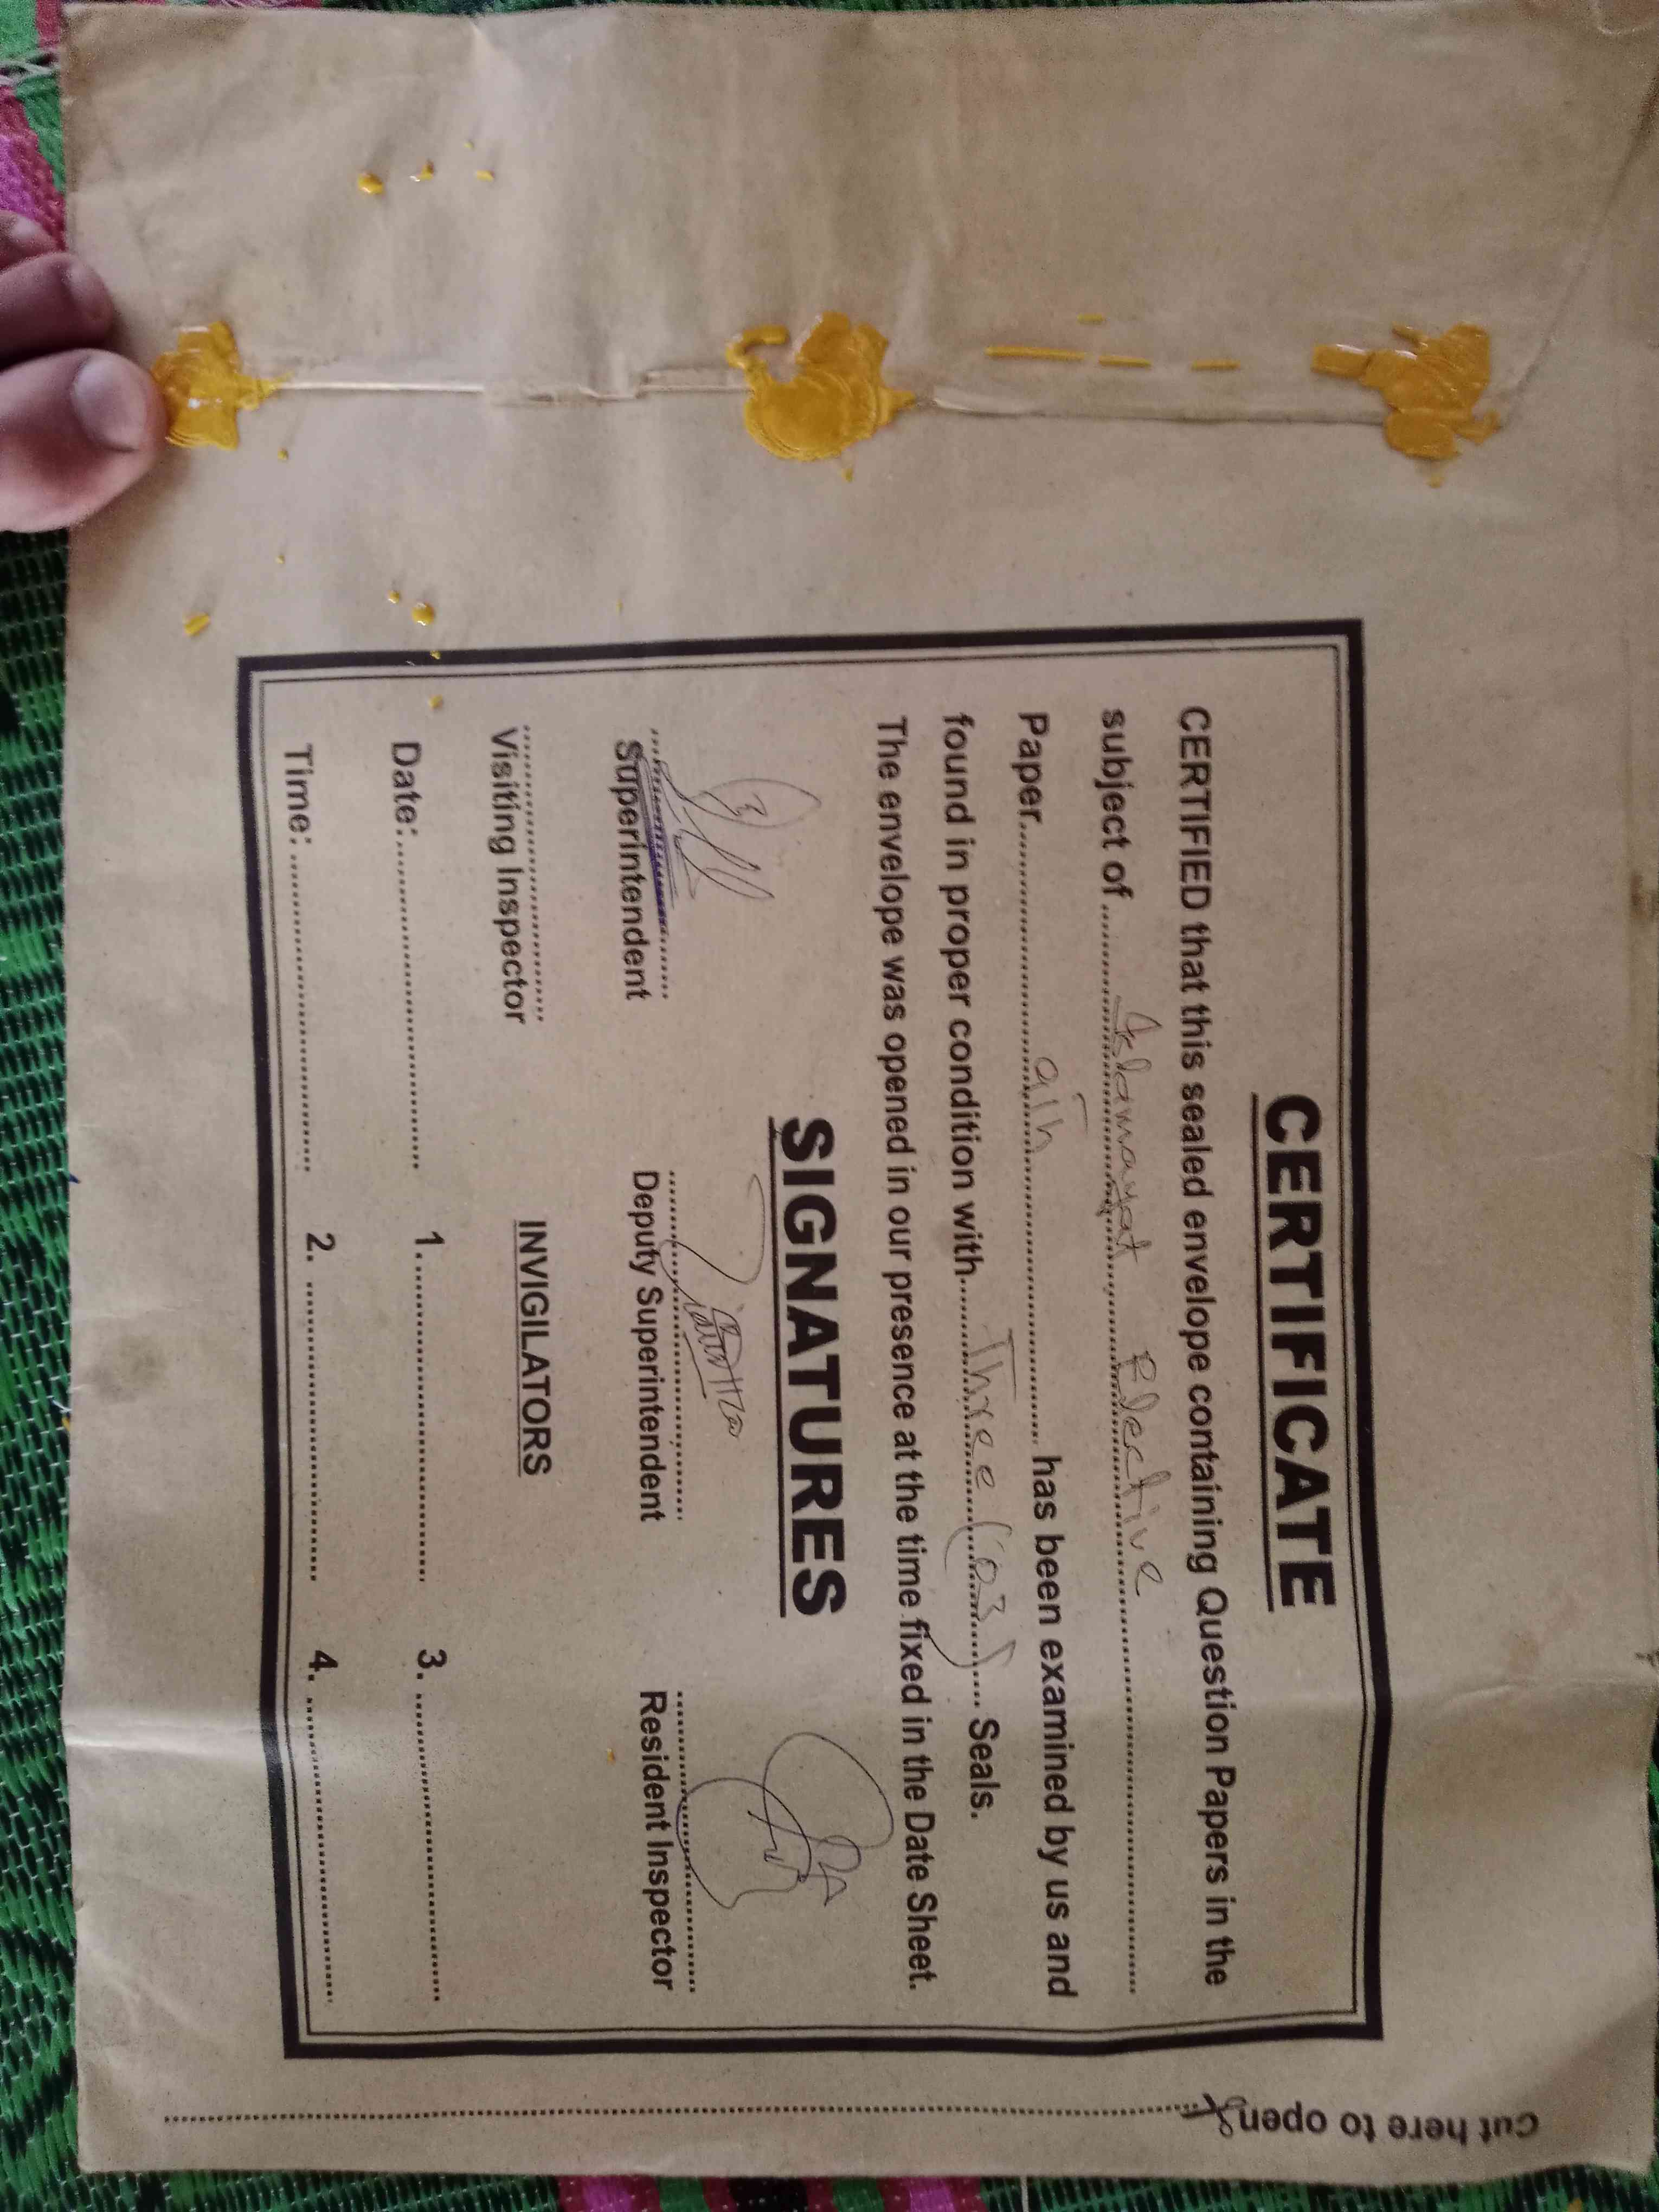 CERTIFICATE
CERTIFIED that this sealed envelope containing Question Papers in the
subject of.....Islamayat Elective.....
Paper.....9th..... has been examined by us and
found in proper condition with.....Three (03)..... Seals.
The envelope was opened in our presence at the time fixed in the Date Sheet.
SIGNATURES
Superintendent Deputy Superintendent Resident Inspector
Visiting Inspector INVIGILATORS
Date:..... 1...... 3......
Time:..... 2...... 4......
Cut here to open